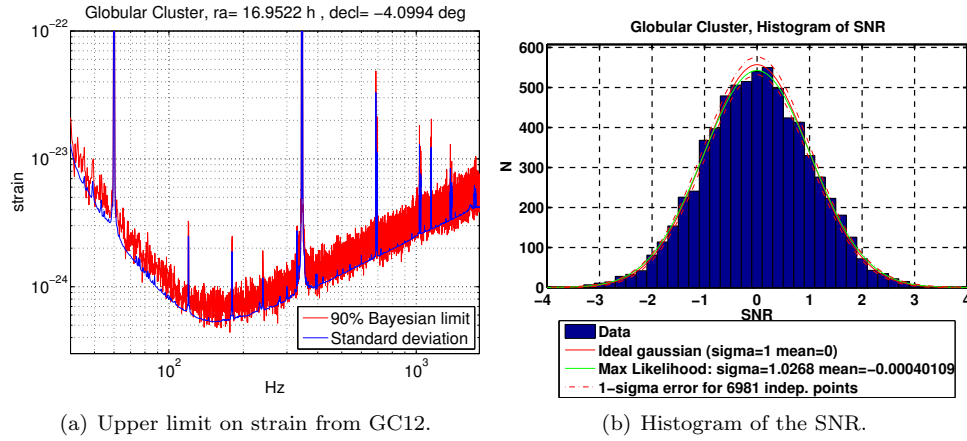 Globular Cluster, ra= 16.9522 h , decl= −4.0994 deg
10^−22
10^−23
10^−24
strain
90% Bayesian limit
Standard deviation
10^2
10^3
Hz
(a) Upper limit on strain from GC12.
Globular Cluster, Histogram of SNR
600
500
400
300
200
100
0
N
−4 −3 −2 −1 0 1 2 3 4
SNR
Data
Ideal gaussian (sigma=1 mean=0)
Max Likelihood: sigma=1.0268 mean=−0.00040109
1−sigma error for 6981 indep. points
(b) Histogram of the SNR.